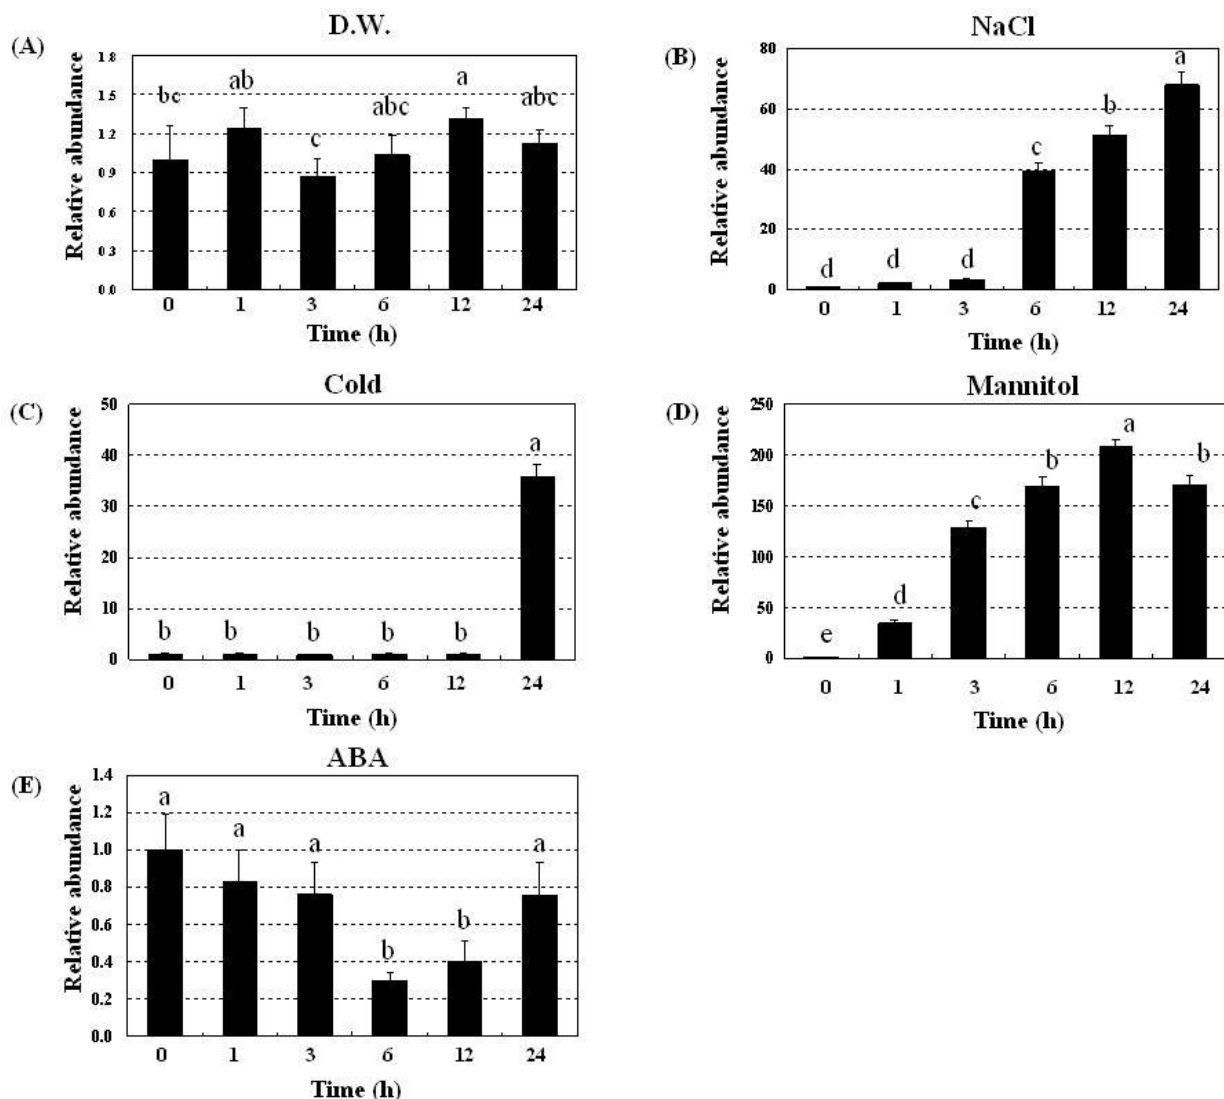 D.W.
(A)
Relative abundance
1.8
1.5
1.2
0.9
0.6
0.3
0.0
bc
ab
c
abc
a
abc
0 1 3 6 12 24
Time (h)
NaCl
(B)
Relative abundance
80
60
40
20
0
d
d
d
c
b
a
0 1 3 6 12 24
Time (h)
Cold
(C)
Relative abundance
50
40
30
20
10
0
b
b
b
b
b
a
0 1 3 6 12 24
Time (h)
Mannitol
(D)
Relative abundance
250
200
150
100
50
0
e
d
c
b
a
b
0 1 3 6 12 24
Time (h)
ABA
(E)
Relative abundance
1.4
1.2
1.0
0.8
0.6
0.4
0.2
0.0
a
a
a
b
b
a
0 1 3 6 12 24
Time (h)